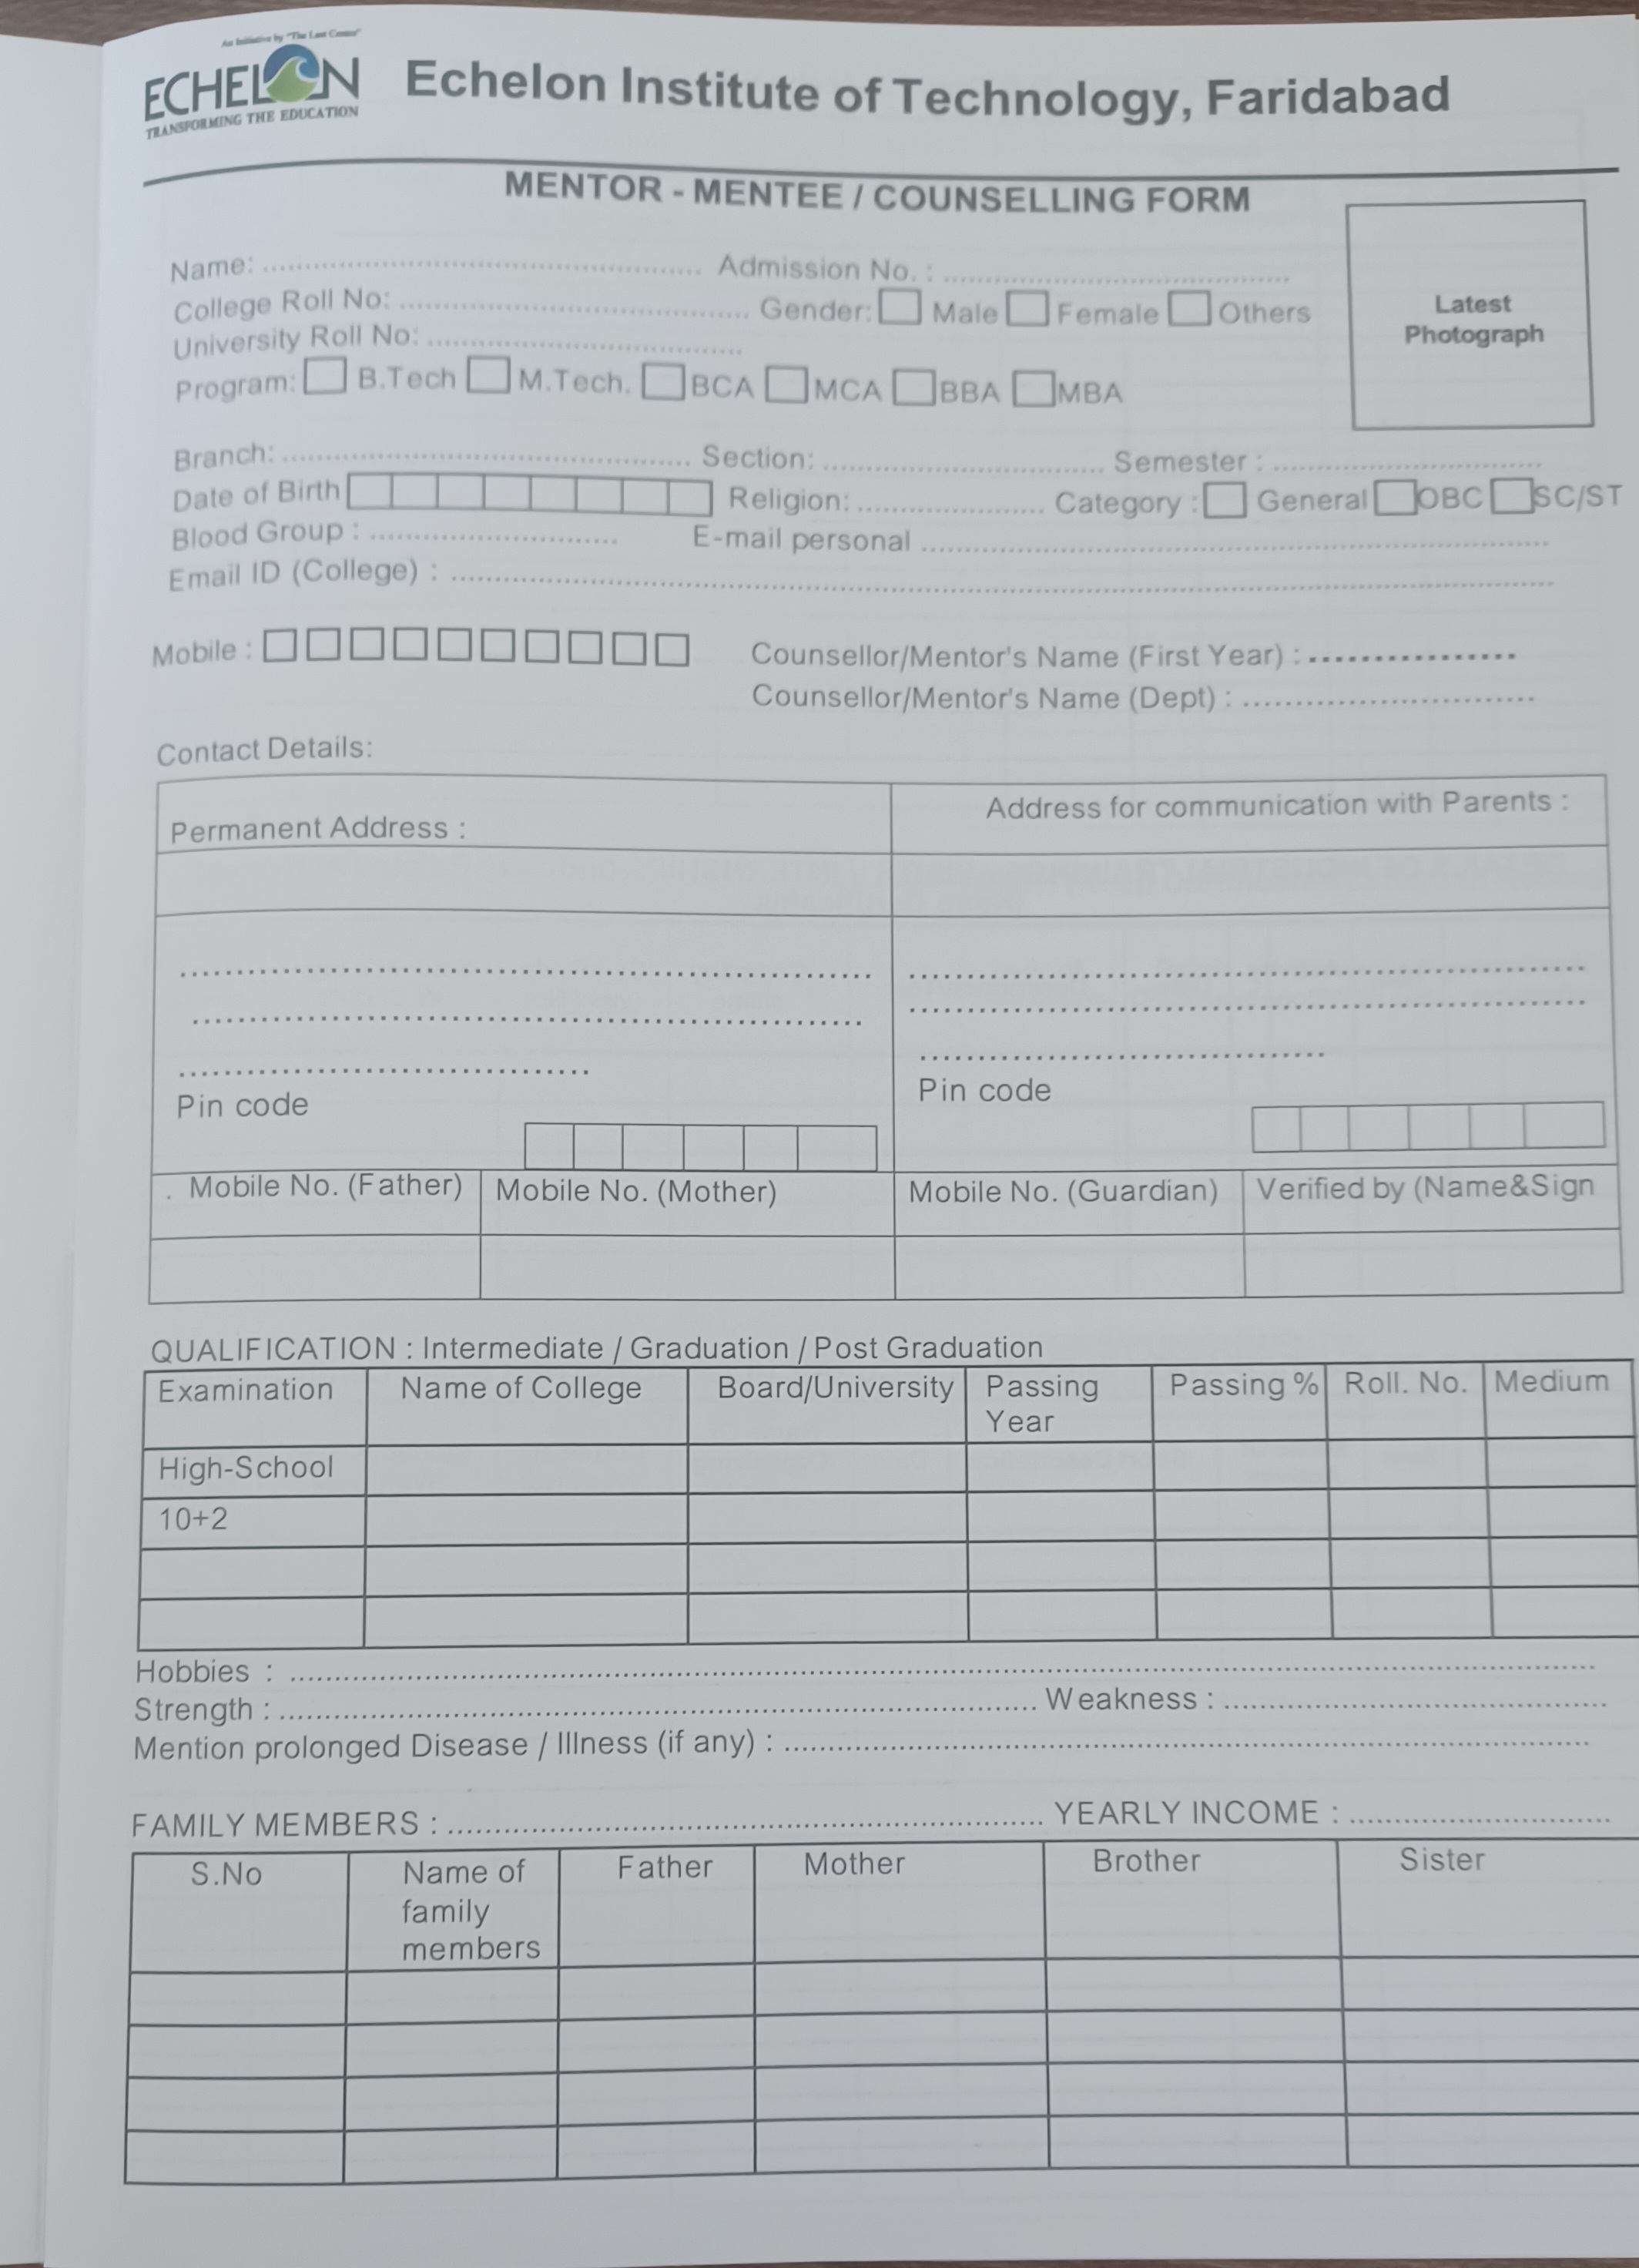 An Initiative by "The Last Center"
ECHELON
TRANSFORMING THE EDUCATION
Echelon Institute of Technology, Faridabad
MENTOR - MENTEE / COUNSELLING FORM
Latest
Photograph
Name: Admission No. :
College Roll No: Gender: Male Female Others
University Roll No:
Program: B.Tech M.Tech. BCA MCA BBA MBA
Branch: Section: Semester :
Date of Birth Religion: Category : General OBC SC/ST
Blood Group : E-mail personal
Email ID (College) :
Mobile : Counsellor/Mentor's Name (First Year) :
Counsellor/Mentor's Name (Dept) :
Contact Details:
Permanent Address : Address for communication with Parents :
Pin code Pin code
. Mobile No. (Father) Mobile No. (Mother) Mobile No. (Guardian) Verified by (Name&Sign
QUALIFICATION : Intermediate / Graduation / Post Graduation
Examination Name of College Board/University Passing Year Passing % Roll. No. Medium
High-School
10+2
Hobbies :
Strength : Weakness :
Mention prolonged Disease / Illness (if any) :
FAMILY MEMBERS : YEARLY INCOME :
S.No Name of family members Father Mother Brother Sister